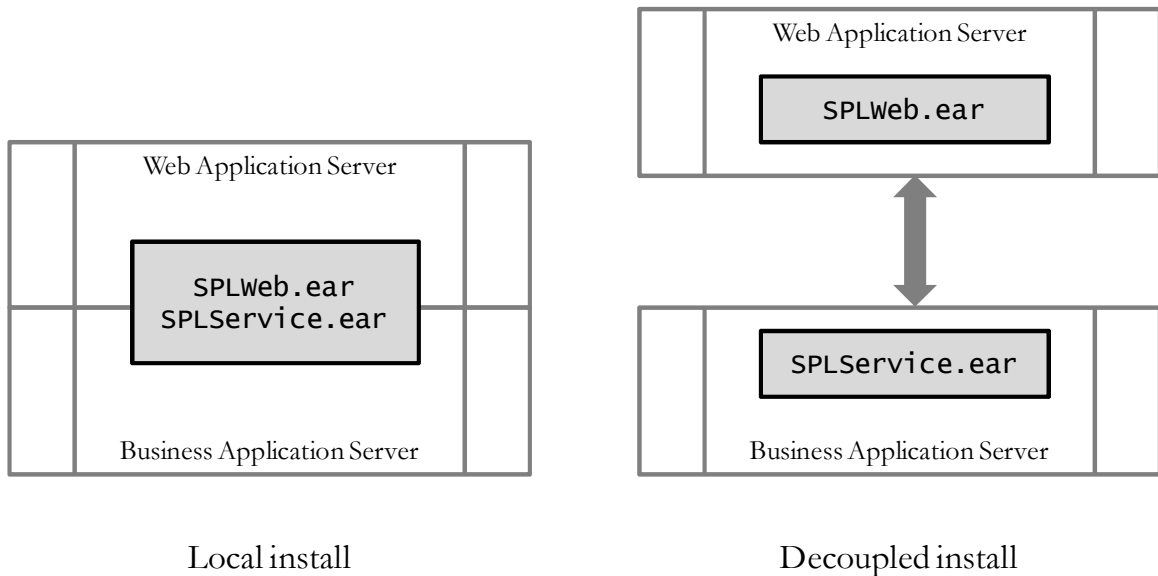 Web Application Server
SPLWeb.ear
SPLService.ear
Business Application Server
Local install
Web Application Server
SPLWeb.ear
SPLService.ear
Business Application Server
Decoupled install